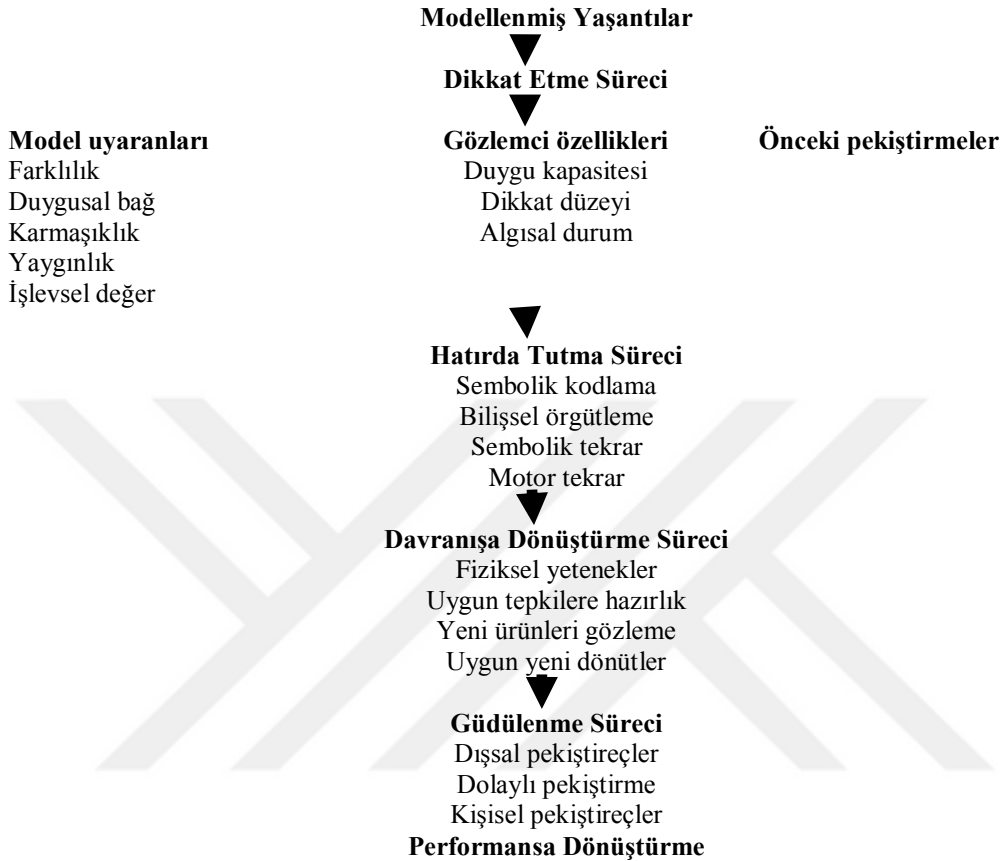 Modellenmiş Yaşantılar
Dikkat Etme Süreci
Model uyaranları
Farklılık
Duygusal bağ
Karmaşıklık
Yaygınlık
İşlevsel değer
Gözlemci özellikleri
Duygu kapasitesi
Dikkat düzeyi
Algısal durum
Önceki pekiştirmeler
Hatırda Tutma Süreci
Sembolik kodlama
Bilişsel örgütleme
Sembolik tekrar
Motor tekrar
Davranışa Dönüştürme Süreci
Fiziksel yetenekler
Uygun tepkilere hazırlık
Yeni ürünleri gözleme
Uygun yeni dönütler
Güdülenme Süreci
Dışsal pekiştireçler
Dolaylı pekiştirme
Kişisel pekiştireçler
Performansa Dönüştürme